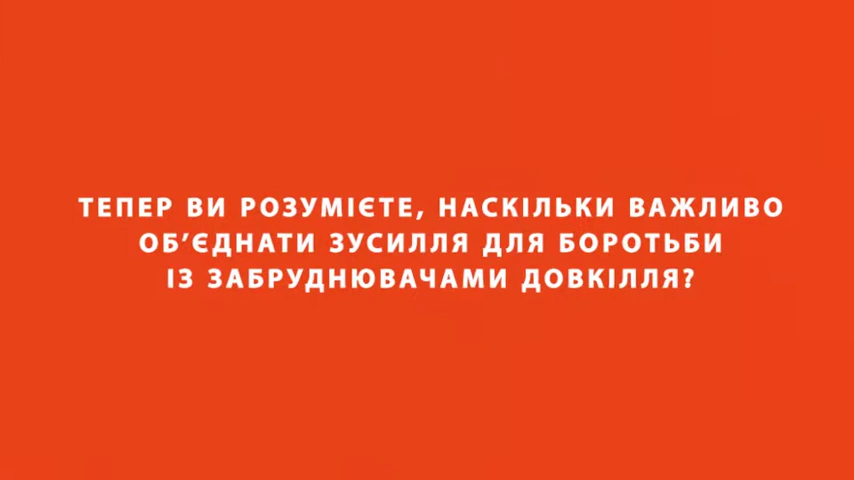 ТЕПЕР ВИ РОЗУМІЄТЕ, НАСКІЛЬКИ ВАЖЛИВО
ОБ’ЄДНАТИ ЗУСИЛЛЯ ДЛЯ БОРОТЬБИ
ІЗ ЗАБРУДНЮВАЧАМИ ДОВКІЛЛЯ?